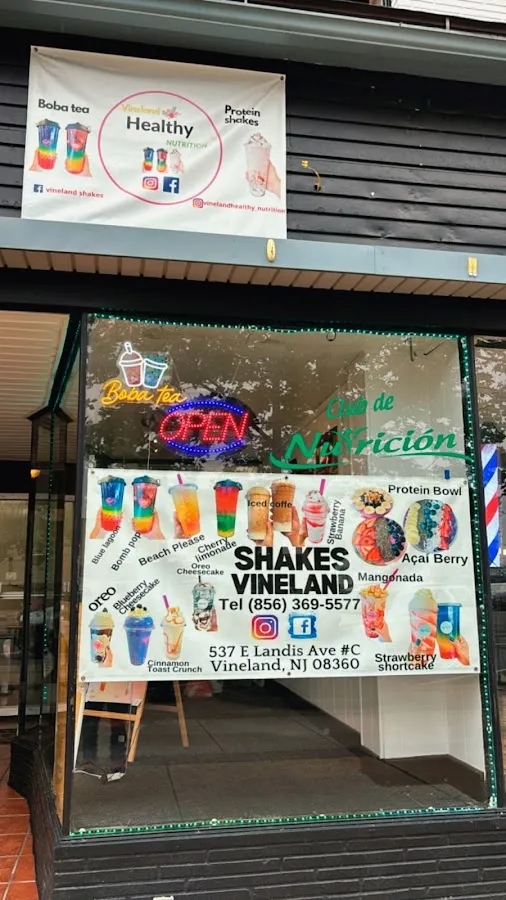 Boba tea
Vineland
Healthy
NUTRITION
Protein
shakes
vineland shakes
vinelandhealthy_nutrition
Boba tea
OPEN
Club de
Nutrición
Blue lagoon
Bomb pop
Beach Please
Cherry
limonade
Iced coffe
Strawberry
Banana
Protein Bowl
Açai Berry
Oreo
Cheesecake
SHAKES
VINELAND
Mangonada
Tel (856) 369-5577
OREO
Blueberry
Cheesecake
Cinnamon
Toast Crunch
537 E Landis Ave #C
Vineland, NJ 08360
Strawberry
shortcake